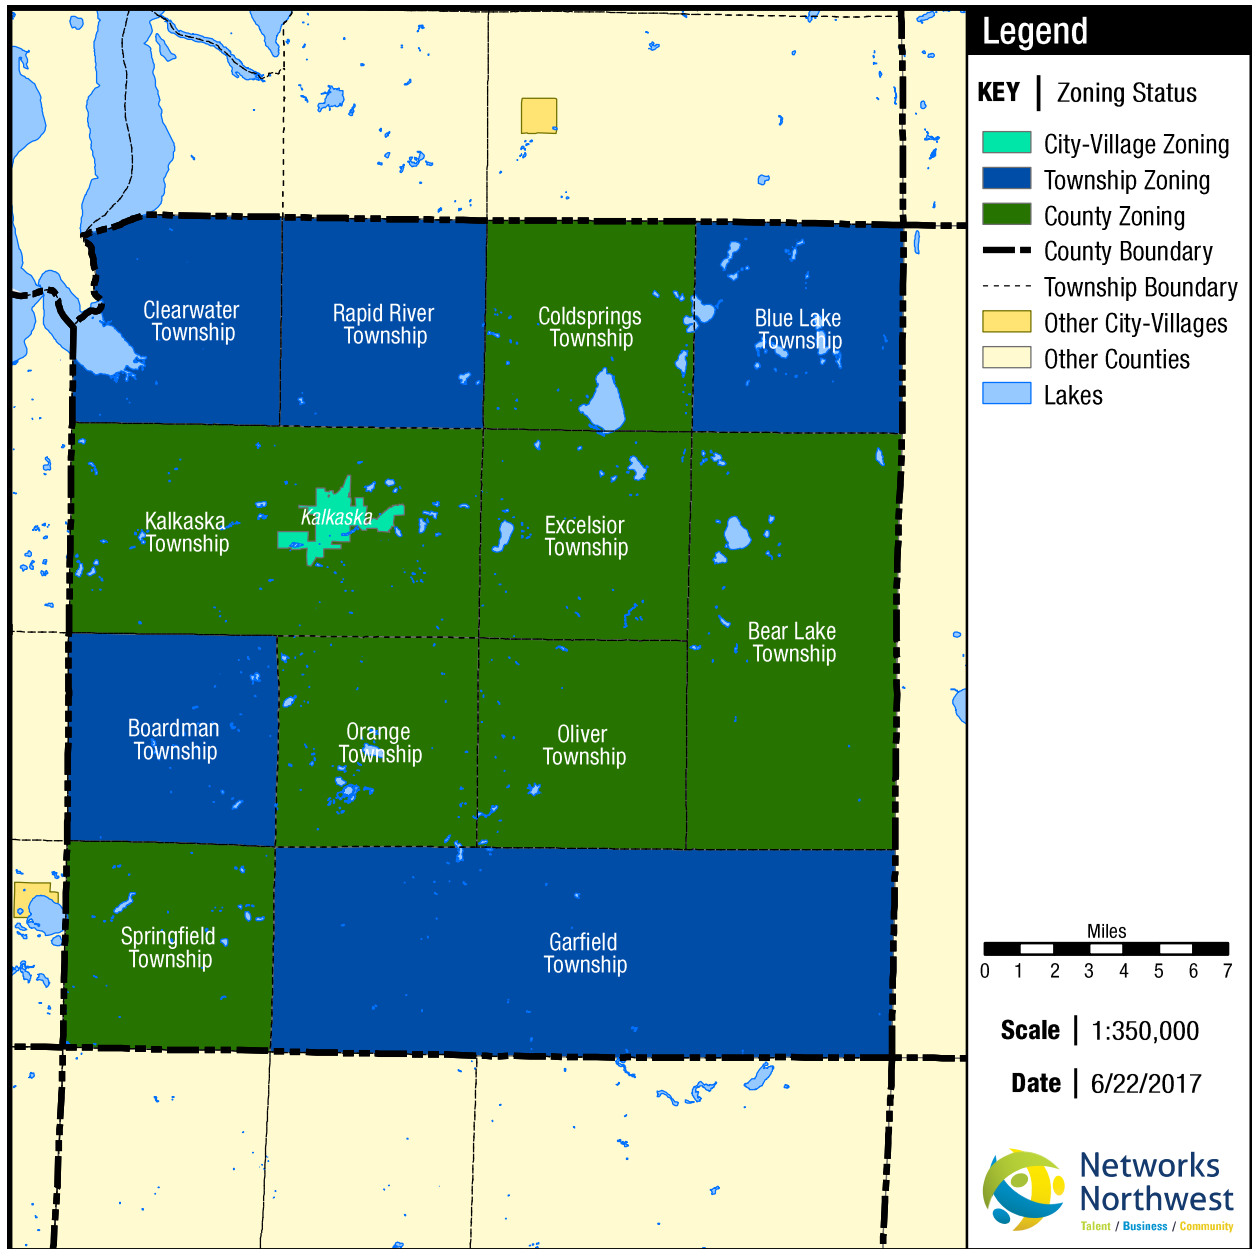 Legend
KEY | Zoning Status
City-Village Zoning
Township Zoning
County Zoning
County Boundary
Township Boundary
Other City-Villages
Other Counties
Lakes
Clearwater
Township
Rapid River
Township
Coldsprings
Township
Blue Lake
Township
Kalkaska
Township
Kalkaska
Excelsior
Township
Bear Lake
Township
Boardman
Township
Orange
Township
Oliver
Township
Springfield
Township
Garfield
Township
Miles
0 1 2 3 4 5 6 7
Scale | 1:350,000
Date | 6/22/2017
Networks
Northwest
Talent / Business / Community